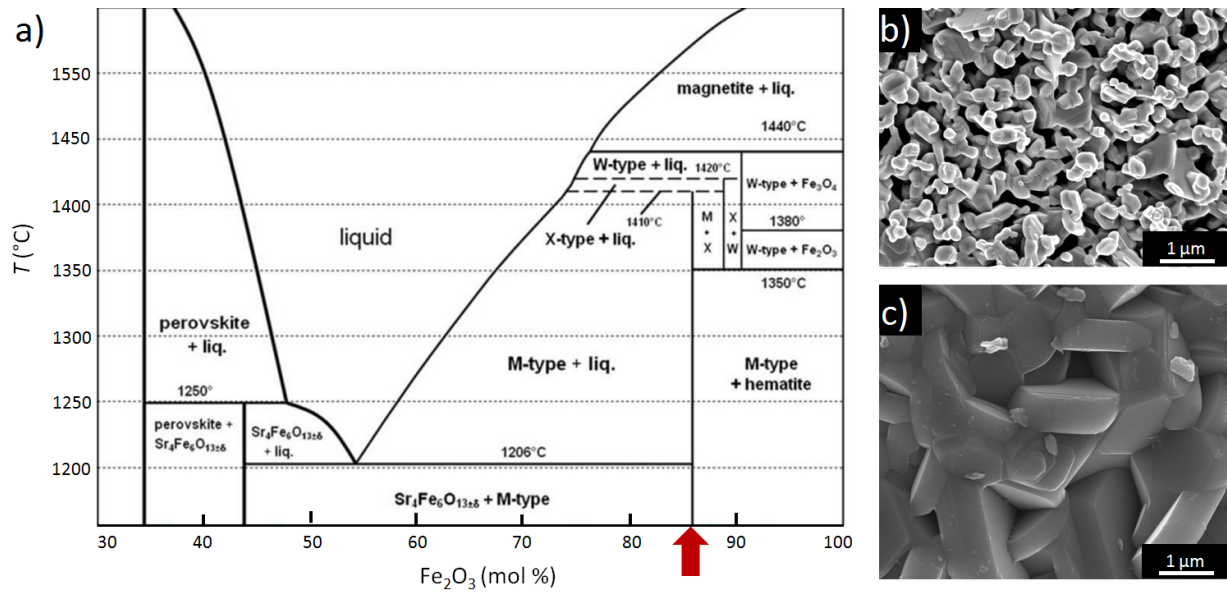 a)
b)
c)
T (°C)
1550
1450
1400
1350
1300
1250
1200
30 40 50 60 70 80 90 100
Fe₂O₃ (mol %)
magnetite + liq.
1440°C
W-type + liq. 1420°C
W-type + Fe₃O₄
1380°
W-type + Fe₂O₃
1350°C
1410°C
X-type + liq.
M
+
X
X
+
W
liquid
perovskite
+ liq.
1250°
perovskite +
Sr₄Fe₆O₁₃±δ
Sr₄Fe₆O₁₃±δ
+ liq.
M-type + liq.
M-type
+ hematite
1206°C
Sr₄Fe₆O₁₃±δ + M-type
1 µm
1 µm